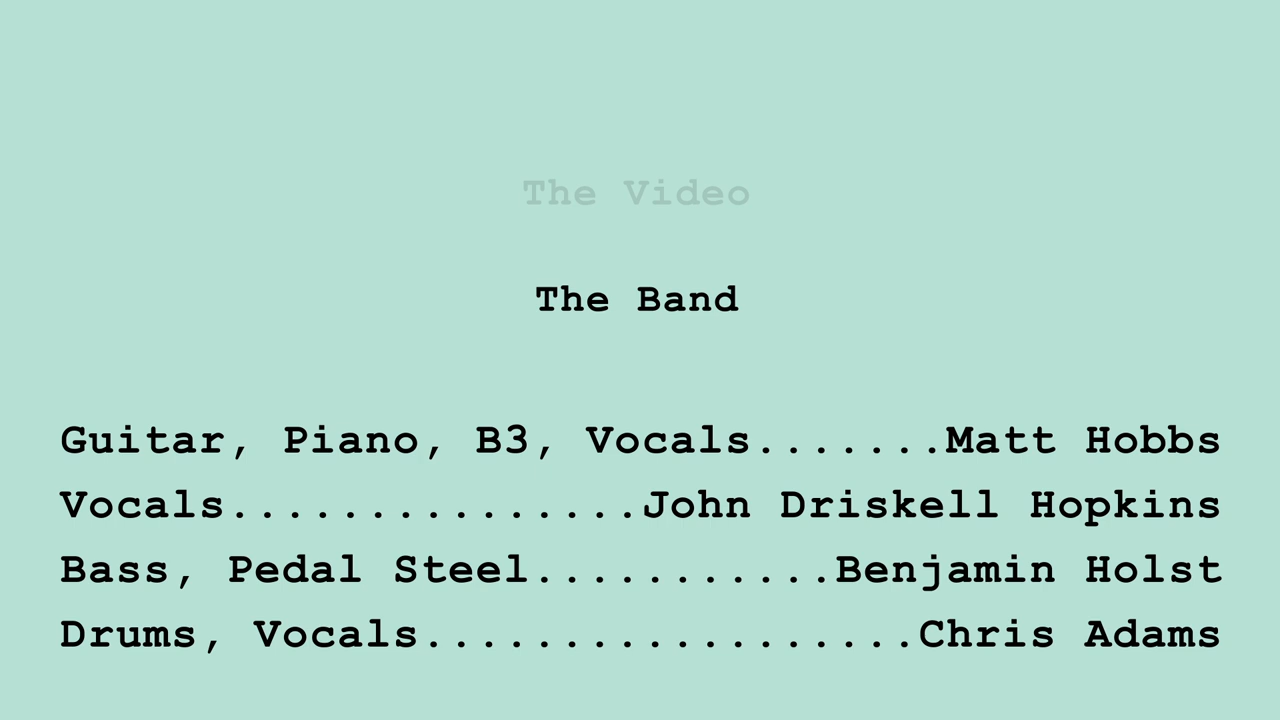 The Video
The Band
Guitar, Piano, B3, Vocals.......Matt Hobbs
Vocals...............John Driskell Hopkins
Bass, Pedal Steel...........Benjamin Holst
Drums, Vocals..................Chris Adams